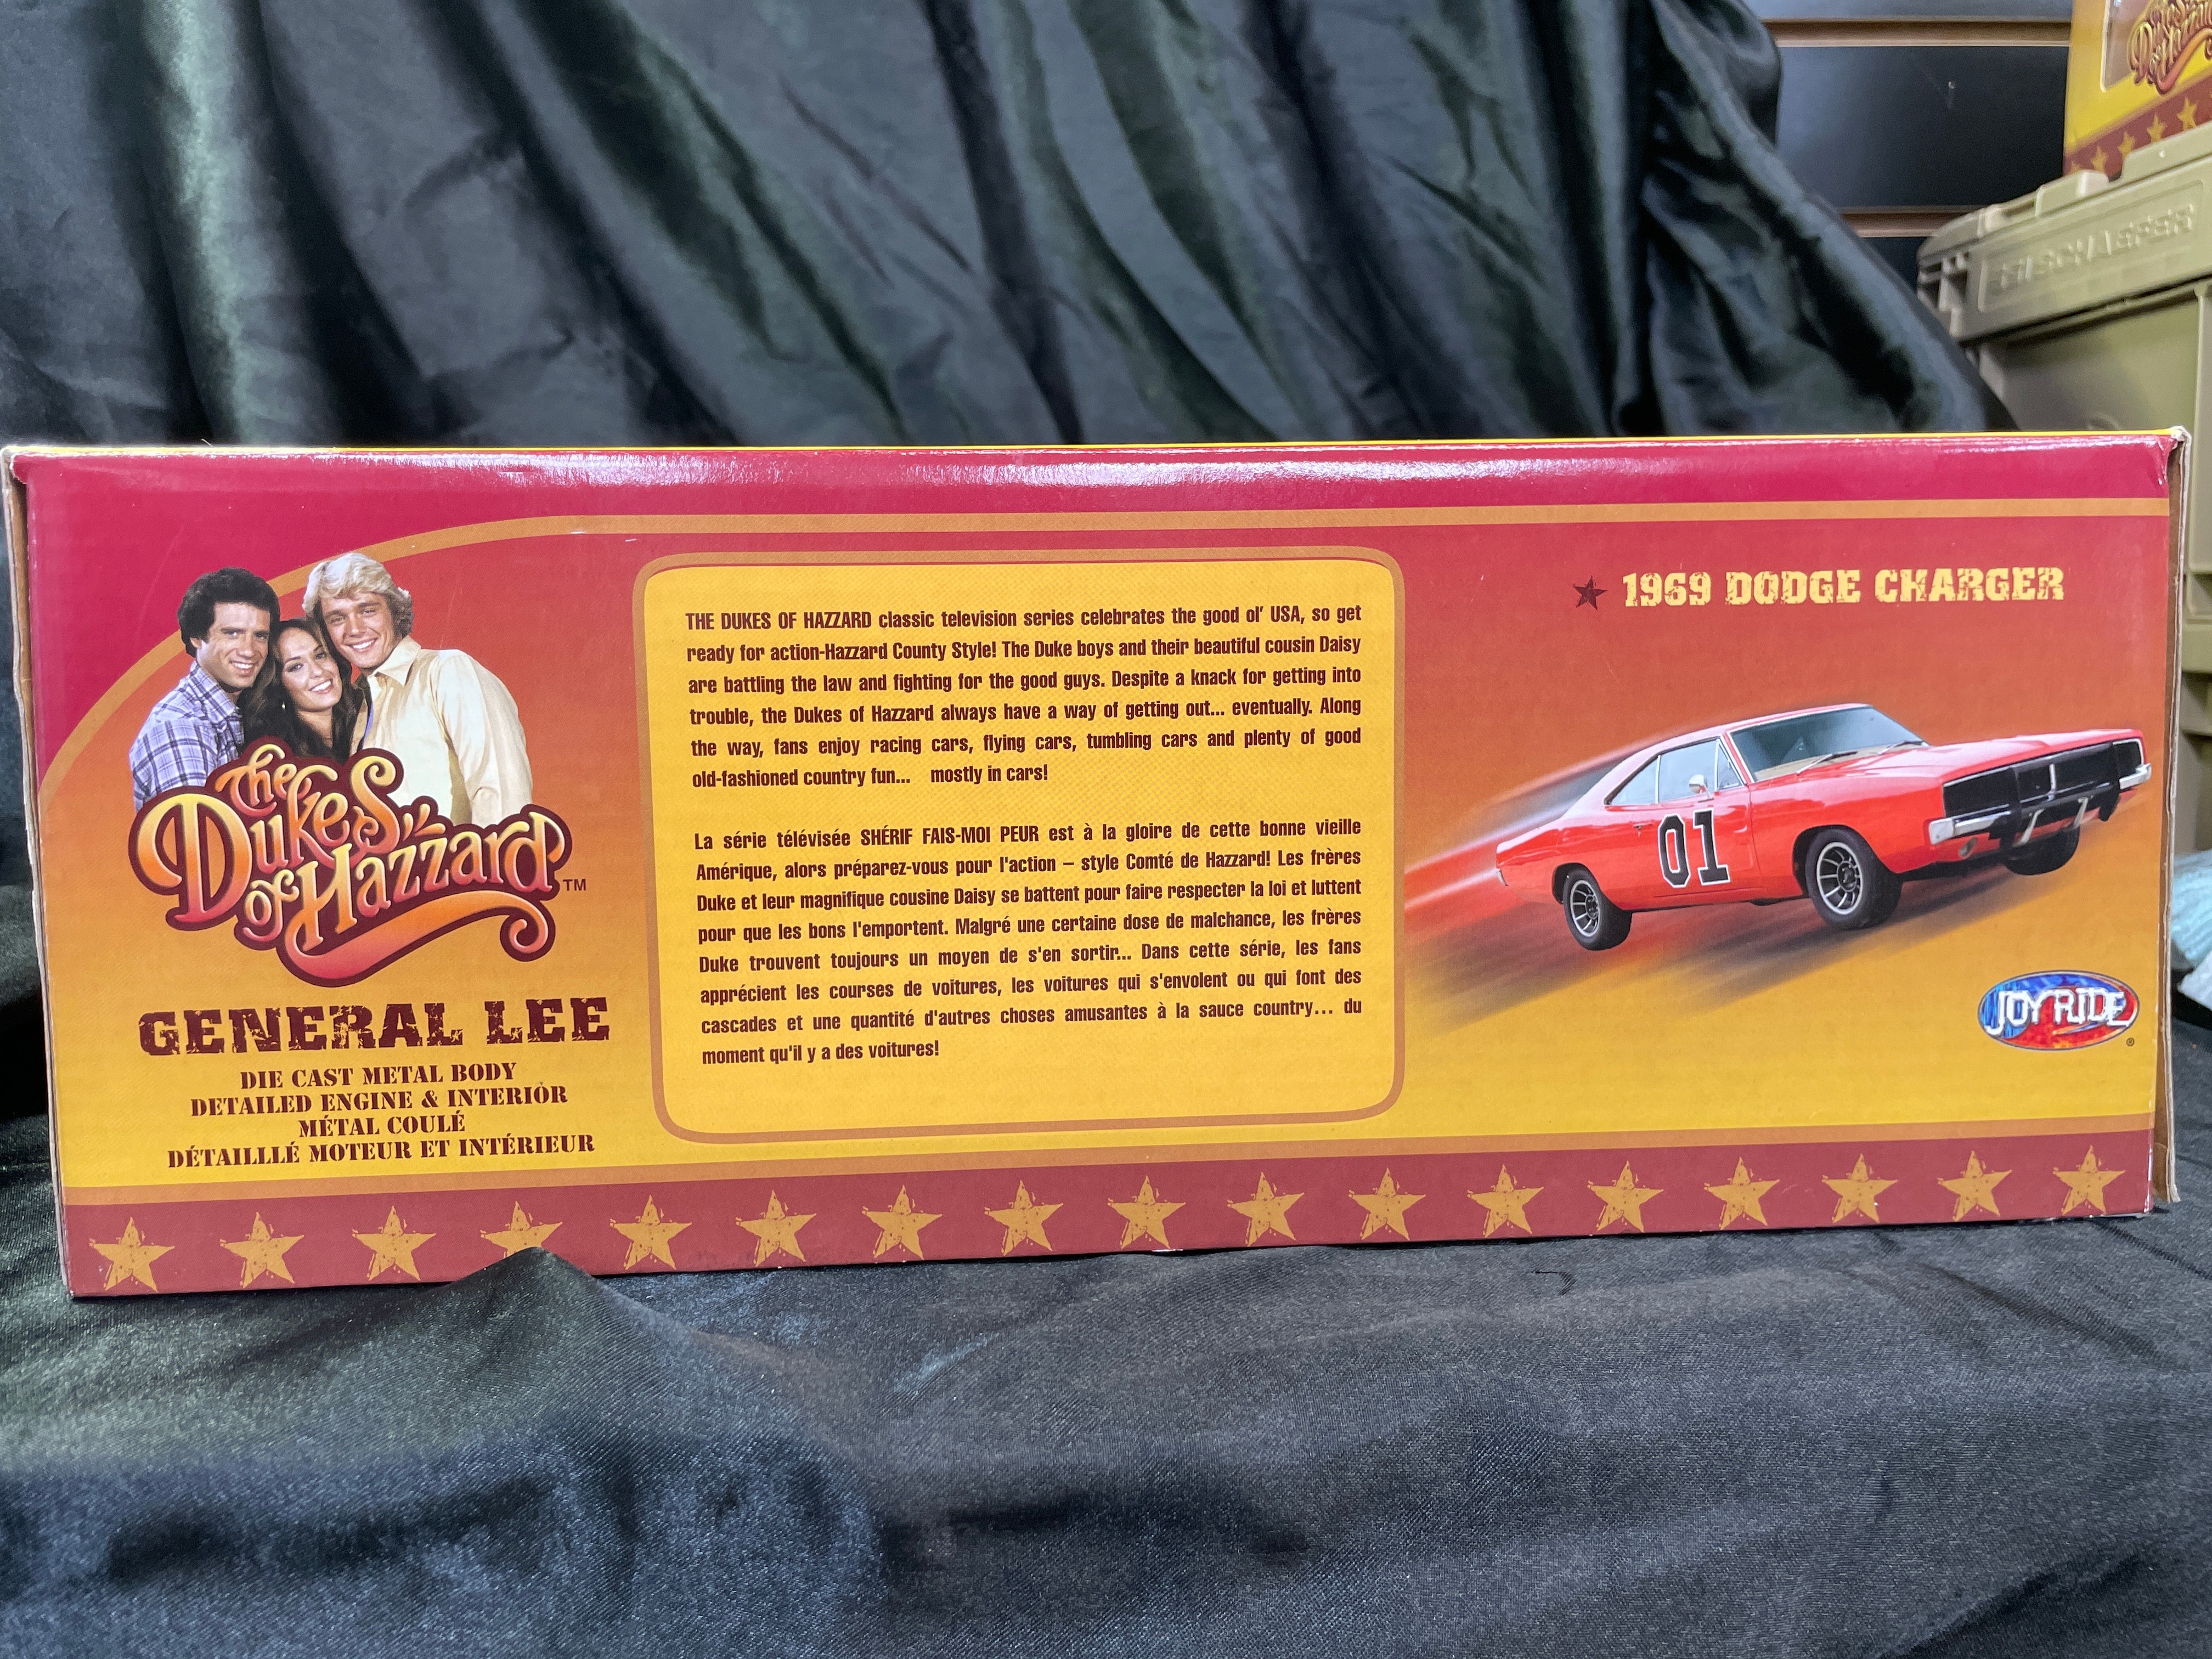 The
Dukes
of Hazzard™
GENERAL LEE
DIE CAST METAL BODY
DETAILED ENGINE & INTERIOR
MÉTAL COULÉ
DÉTAILLLÉ MOTEUR ET INTÉRIEUR
THE DUKES OF HAZZARD classic television series celebrates the good ol' USA, so get
ready for action-Hazzard County Style! The Duke boys and their beautiful cousin Daisy
are battling the law and fighting for the good guys. Despite a knack for getting into
trouble, the Dukes of Hazzard always have a way of getting out... eventually. Along
the way, fans enjoy racing cars, flying cars, tumbling cars and plenty of good
old-fashioned country fun... mostly in cars!
La série télévisée SHÉRIF FAIS-MOI PEUR est à la gloire de cette bonne vieille
Amérique, alors préparez-vous pour l'action – style Comté de Hazzard! Les frères
Duke et leur magnifique cousine Daisy se battent pour faire respecter la loi et luttent
pour que les bons l'emportent. Malgré une certaine dose de malchance, les frères
Duke trouvent toujours un moyen de s'en sortir... Dans cette série, les fans
apprécient les courses de voitures, les voitures qui s'envolent ou qui font des
cascades et une quantité d'autres choses amusantes à la sauce country... du
moment qu'il y a des voitures!
1969 DODGE CHARGER
01
JOYRIDE®